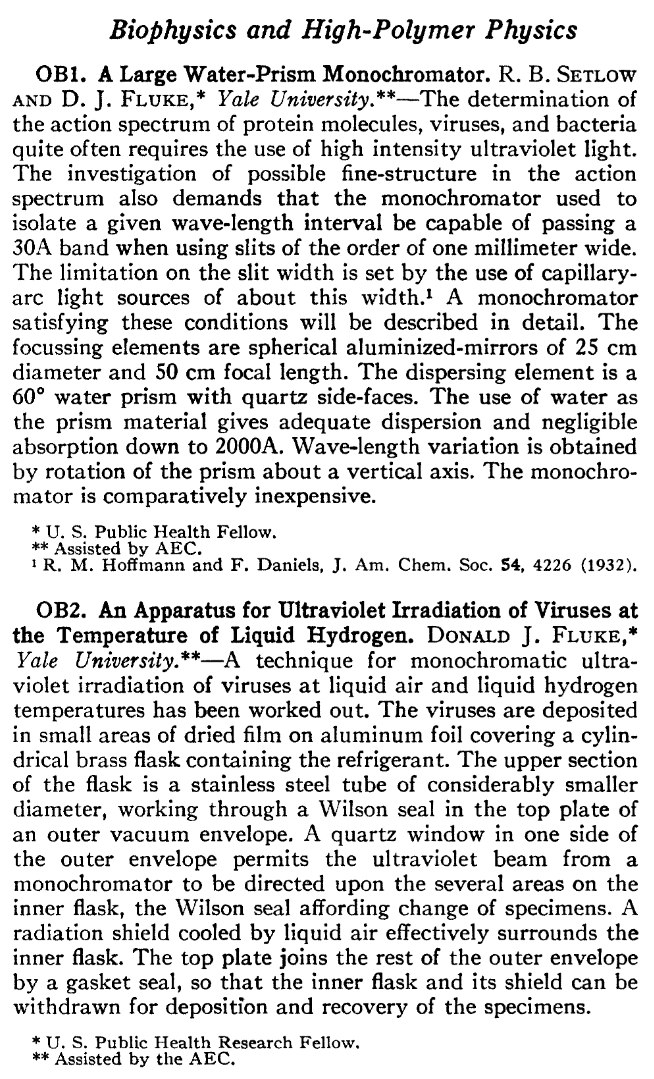 Biophysics and High-Polymer Physics
OB1. A Large Water-Prism Monochromator. R. B. SETLOW
AND D. J. FLUKE,* Yale University.**—The determination of
the action spectrum of protein molecules, viruses, and bacteria
quite often requires the use of high intensity ultraviolet light.
The investigation of possible fine-structure in the action
spectrum also demands that the monochromator used to
isolate a given wave-length interval be capable of passing a
30A band when using slits of the order of one millimeter wide.
The limitation on the slit width is set by the use of capillary-
arc light sources of about this width.¹ A monochromator
satisfying these conditions will be described in detail. The
focussing elements are spherical aluminized-mirrors of 25 cm
diameter and 50 cm focal length. The dispersing element is a
60° water prism with quartz side-faces. The use of water as
the prism material gives adequate dispersion and negligible
absorption down to 2000A. Wave-length variation is obtained
by rotation of the prism about a vertical axis. The monochro-
mator is comparatively inexpensive.
* U. S. Public Health Fellow.
** Assisted by AEC.
¹ R. M. Hoffmann and F. Daniels, J. Am. Chem. Soc. 54, 4226 (1932).
OB2. An Apparatus for Ultraviolet Irradiation of Viruses at
the Temperature of Liquid Hydrogen. DONALD J. FLUKE,*
Yale University.**—A technique for monochromatic ultra-
violet irradiation of viruses at liquid air and liquid hydrogen
temperatures has been worked out. The viruses are deposited
in small areas of dried film on aluminum foil covering a cylin-
drical brass flask containing the refrigerant. The upper section
of the flask is a stainless steel tube of considerably smaller
diameter, working through a Wilson seal in the top plate of
an outer vacuum envelope. A quartz window in one side of
the outer envelope permits the ultraviolet beam from a
monochromator to be directed upon the several areas on the
inner flask, the Wilson seal affording change of specimens. A
radiation shield cooled by liquid air effectively surrounds the
inner flask. The top plate joins the rest of the outer envelope
by a gasket seal, so that the inner flask and its shield can be
withdrawn for deposition and recovery of the specimens.
* U. S. Public Health Research Fellow.
** Assisted by the AEC.